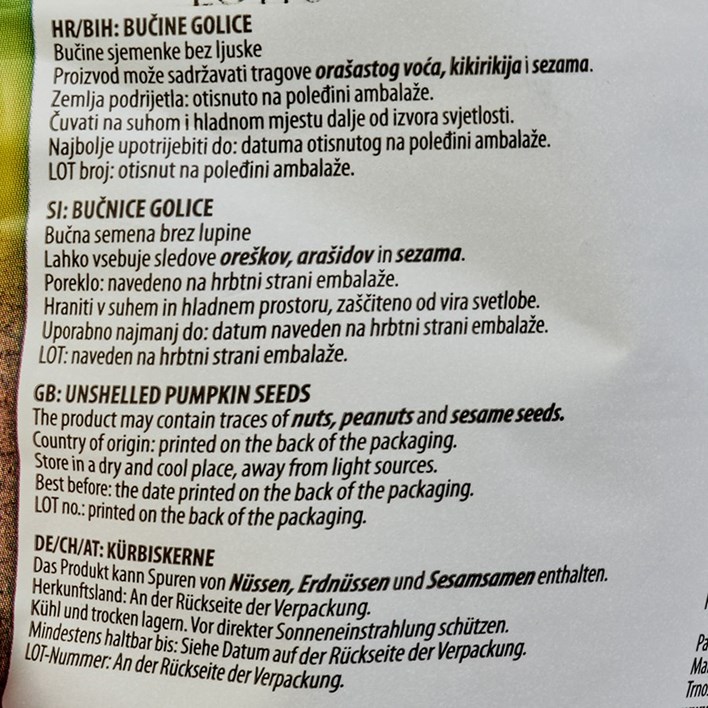 HR/BIH: BUČINE GOLICE
Bučine sjemenke bez ljuske
Proizvod može sadržavati tragove orašastog voća, kikirikija i sezama.
Zemlja podrijetla: otisnuto na poleđini ambalaže.
Čuvati na suhom i hladnom mjestu dalje od izvora svjetlosti.
Najbolje upotrijebiti do: datuma otisnutog na poleđini ambalaže.
LOT broj: otisnut na poleđini ambalaže.
SI: BUČNICE GOLICE
Bučna semena brez lupine
Lahko vsebuje sledove oreškov, arašidov in sezama.
Poreklo: navedeno na hrbtni strani embalaže.
Hraniti v suhem in hladnem prostoru, zaščiteno od vira svetlobe.
Uporabno najmanj do: datum naveden na hrbtni strani embalaže.
LOT: naveden na hrbtni strani embalaže.
GB: UNSHELLED PUMPKIN SEEDS
The product may contain traces of nuts, peanuts and sesame seeds.
Country of origin: printed on the back of the packaging.
Store in a dry and cool place, away from light sources.
Best before: the date printed on the back of the packaging.
LOT no.: printed on the back of the packaging.
DE/CH/AT: KÜRBISKERNE
Das Produkt kann Spuren von Nüssen, Erdnüssen und Sesamsamen enthalten.
Herkunftsland: An der Rückseite der Verpackung.
Kühl und trocken lagern. Vor direkter Sonneneinstrahlung schützen.
Mindestens haltbar bis: Siehe Datum auf der Rückseite der Verpackung.
LOT-Nummer: An der Rückseite der Verpackung.